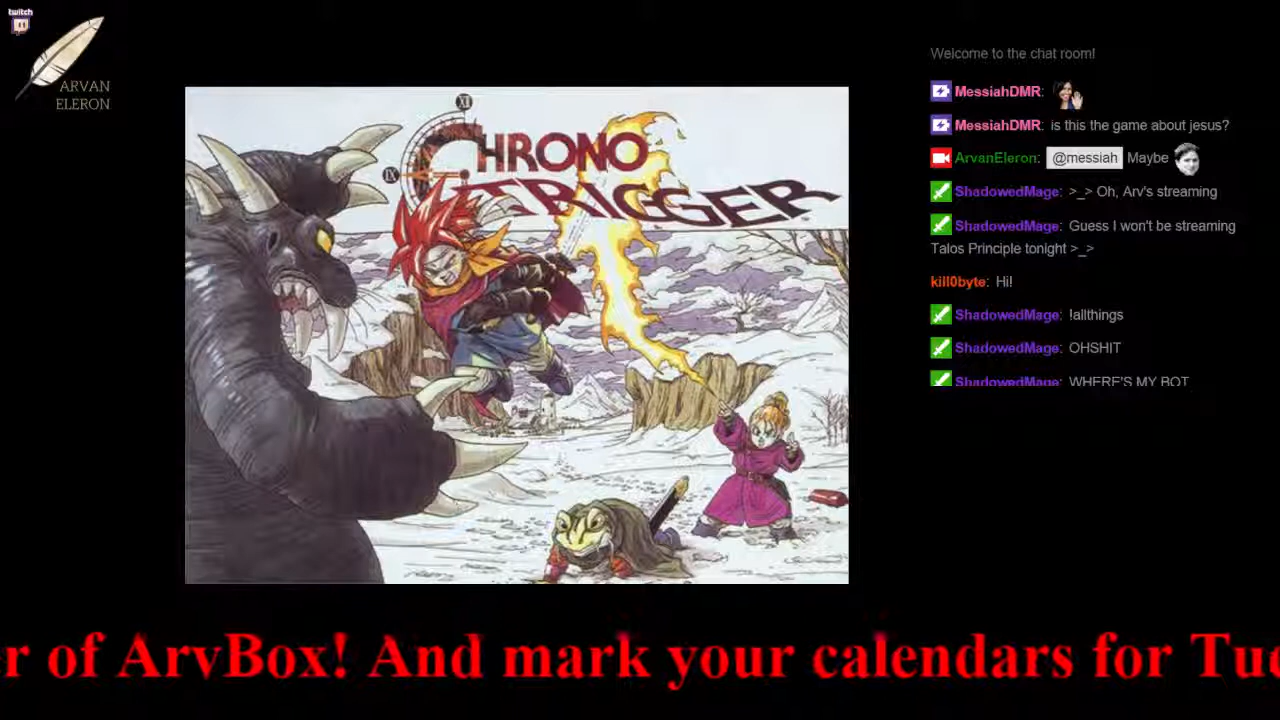 twitch
ARVAN
ELERON
XII
IX
CHRONO
TRIGGER
Welcome to the chat room!
MessiahDMR:
MessiahDMR: is this the game about jesus?
ArvanEleron: @messiah Maybe
ShadowedMage: >_> Oh, Arv's streaming
ShadowedMage: Guess I won't be streaming
Talos Principle tonight >_>
kill0byte: Hi!
ShadowedMage: !allthings
ShadowedMage: OHSHIT
ShadowedMage: WHERE'S MY BOT
r of ArvBox! And mark your calendars for Tue